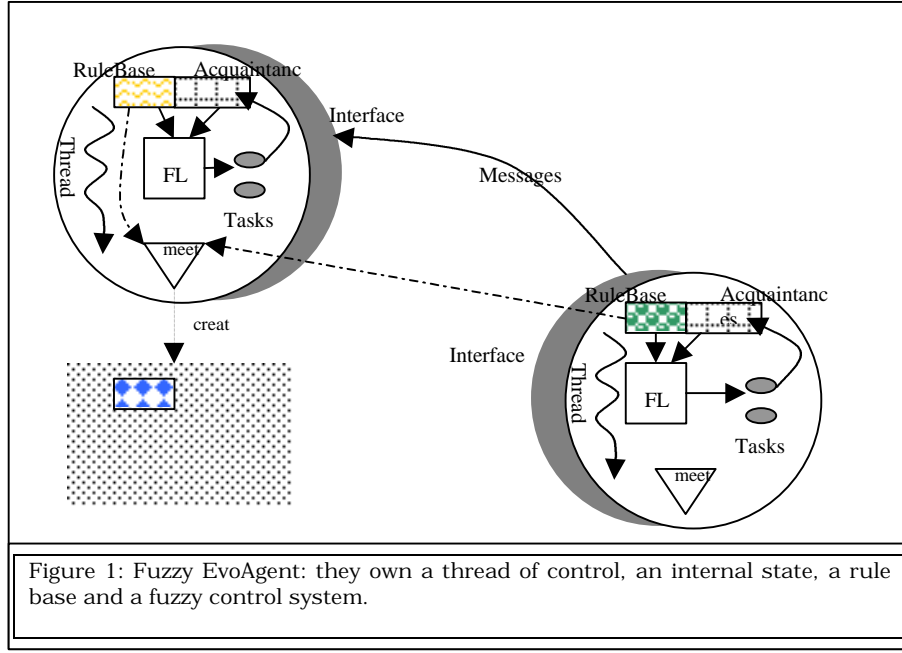 RuleBase Acquaintanc
Interface
Thread
FL
Messages
Tasks
meet
RuleBase Acquaintanc
es
creat
Interface
Thread
FL
Tasks
meet
Figure 1: Fuzzy EvoAgent: they own a thread of control, an internal state, a rule
base and a fuzzy control system.